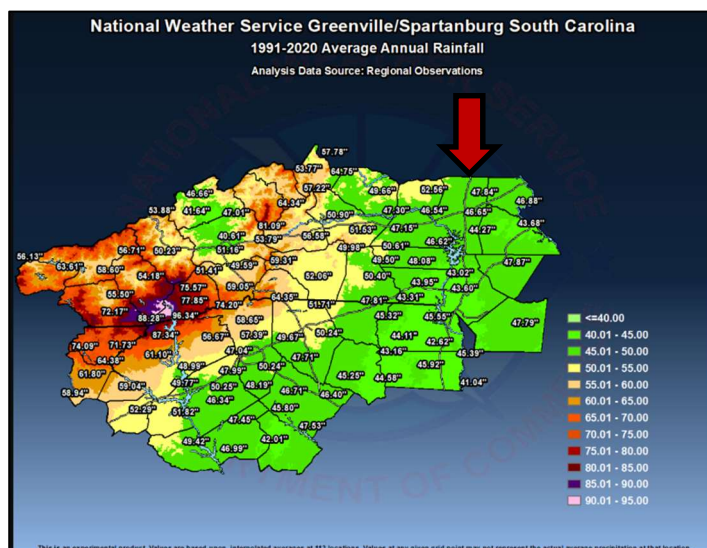 National Weather Service Greenville/Spartanburg South Carolina
1991-2020 Average Annual Rainfall
Analysis Data Source: Regional Observations
57.78"
53.77" 64.75"
57.22" 49.66" 52.56" 47.84"
46.66" 64.34" 46.88"
53.88" 41.64" 47.01" 50.90" 47.30" 46.54" 46.65"
81.09" 47.15" 44.27" 43.68"
56.71" 50.23" 40.61" 53.79" 56.58" 51.53" 46.62"
56.13" 51.16" 49.98" 50.61"
63.61" 58.60" 64.18" 51.41" 49.59" 59.31" 49.50" 48.08" 47.87"
52.06" 50.40" 43.02"
55.50" 75.57" 59.05" 43.95" 43.60"
72.17" 77.85" 74.20" 64.35" 51.71" 47.81" 43.31"
88.28" 96.34" 58.65" 45.32" 45.55" 47.79"
87.34" 56.67" 57.39" 49.67" 50.24" 44.11"
74.09" 71.73" 61.10" 47.04" 47.71" 43.16" 42.62" 45.39"
64.38" 48.99" 47.99" 50.24" 45.92"
61.80" 49.77" 48.19" 45.25" 44.58" 41.04"
58.94" 59.04" 50.25" 46.71" 46.40"
52.29" 51.82" 46.34" 45.80"
47.45" 47.53"
49.42" 46.99" 42.01"
<=40.00
40.01 - 45.00
45.01 - 50.00
50.01 - 55.00
55.01 - 60.00
60.01 - 65.00
65.01 - 70.00
70.01 - 75.00
75.01 - 80.00
80.01 - 85.00
85.01 - 90.00
90.01 - 95.00